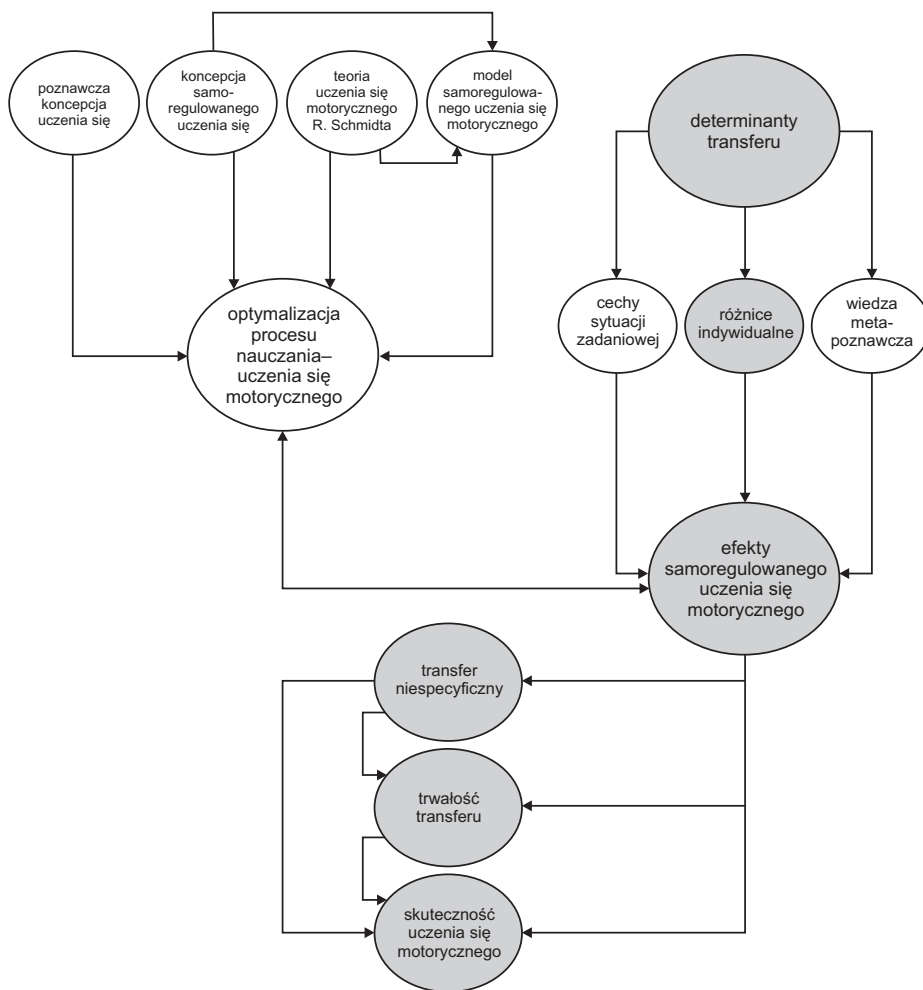 poznawcza
koncepcja
uczenia się
koncepcja
samo-
regulowanego
uczenia się
teoria
uczenia się
motorycznego
R. Schmidta
model
samoregulowa-
nego uczenia się
motorycznego
determinanty
transferu
optymalizacja
procesu
nauczania–
uczenia się
motorycznego
cechy
sytuacji
zadaniowej
różnice
indywidualne
wiedza
meta-
poznawcza
efekty
samoregulowanego
uczenia się
motorycznego
transfer
niespecyficzny
trwałość
transferu
skuteczność
uczenia się
motorycznego